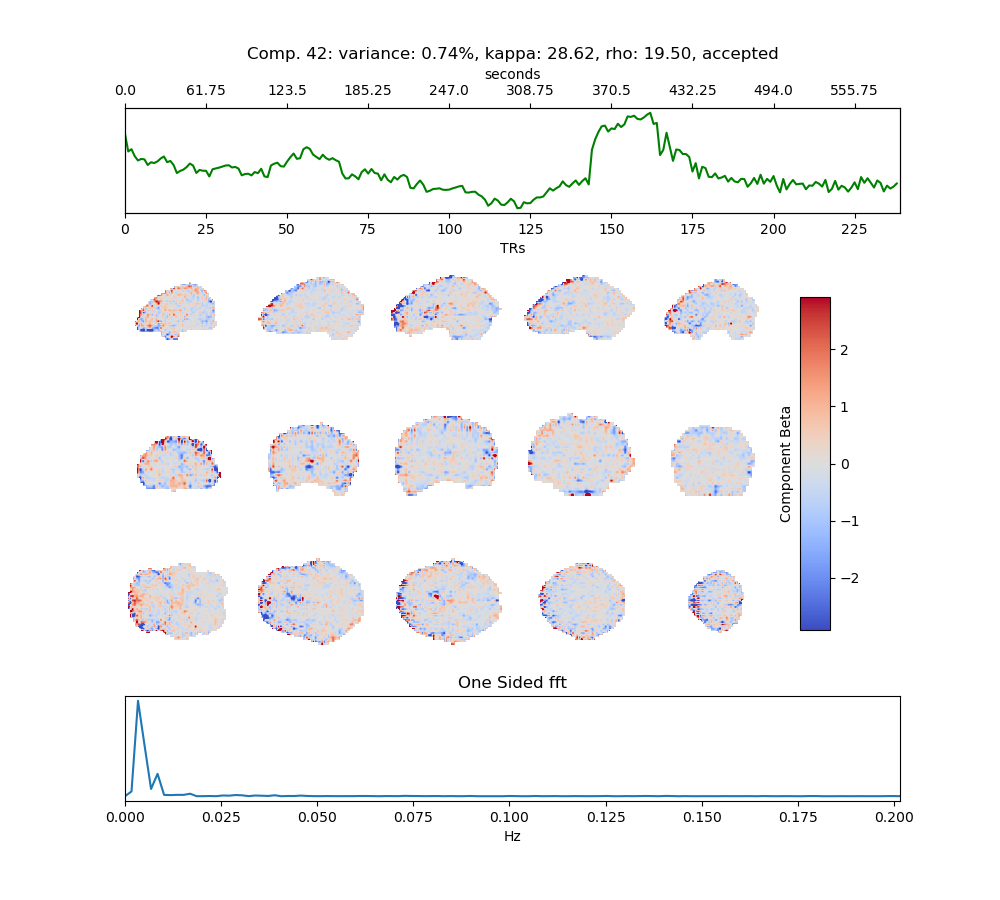 Comp. 42: variance: 0.74%, kappa: 28.62, rho: 19.50, accepted
seconds
0.0 61.75 123.5 185.25 247.0 308.75 370.5 432.25 494.0 555.75
0 25 50 75 100 125 150 175 200 225
TRs
2
1
0
−1
−2
Component Beta
One Sided fft
0.000 0.025 0.050 0.075 0.100 0.125 0.150 0.175 0.200
Hz